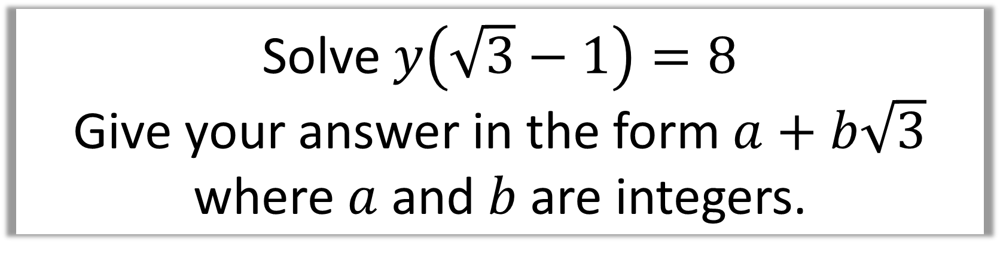 Solve y(√3 − 1) = 8
Give your answer in the form a + b√3
where a and b are integers.